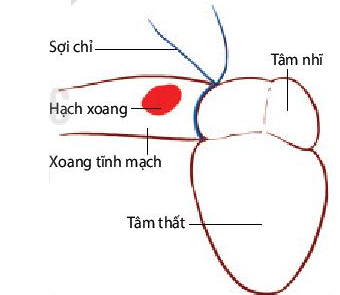 Sợi chỉ
Tâm nhĩ
Hạch xoang
Xoang tĩnh mạch
Tâm thất